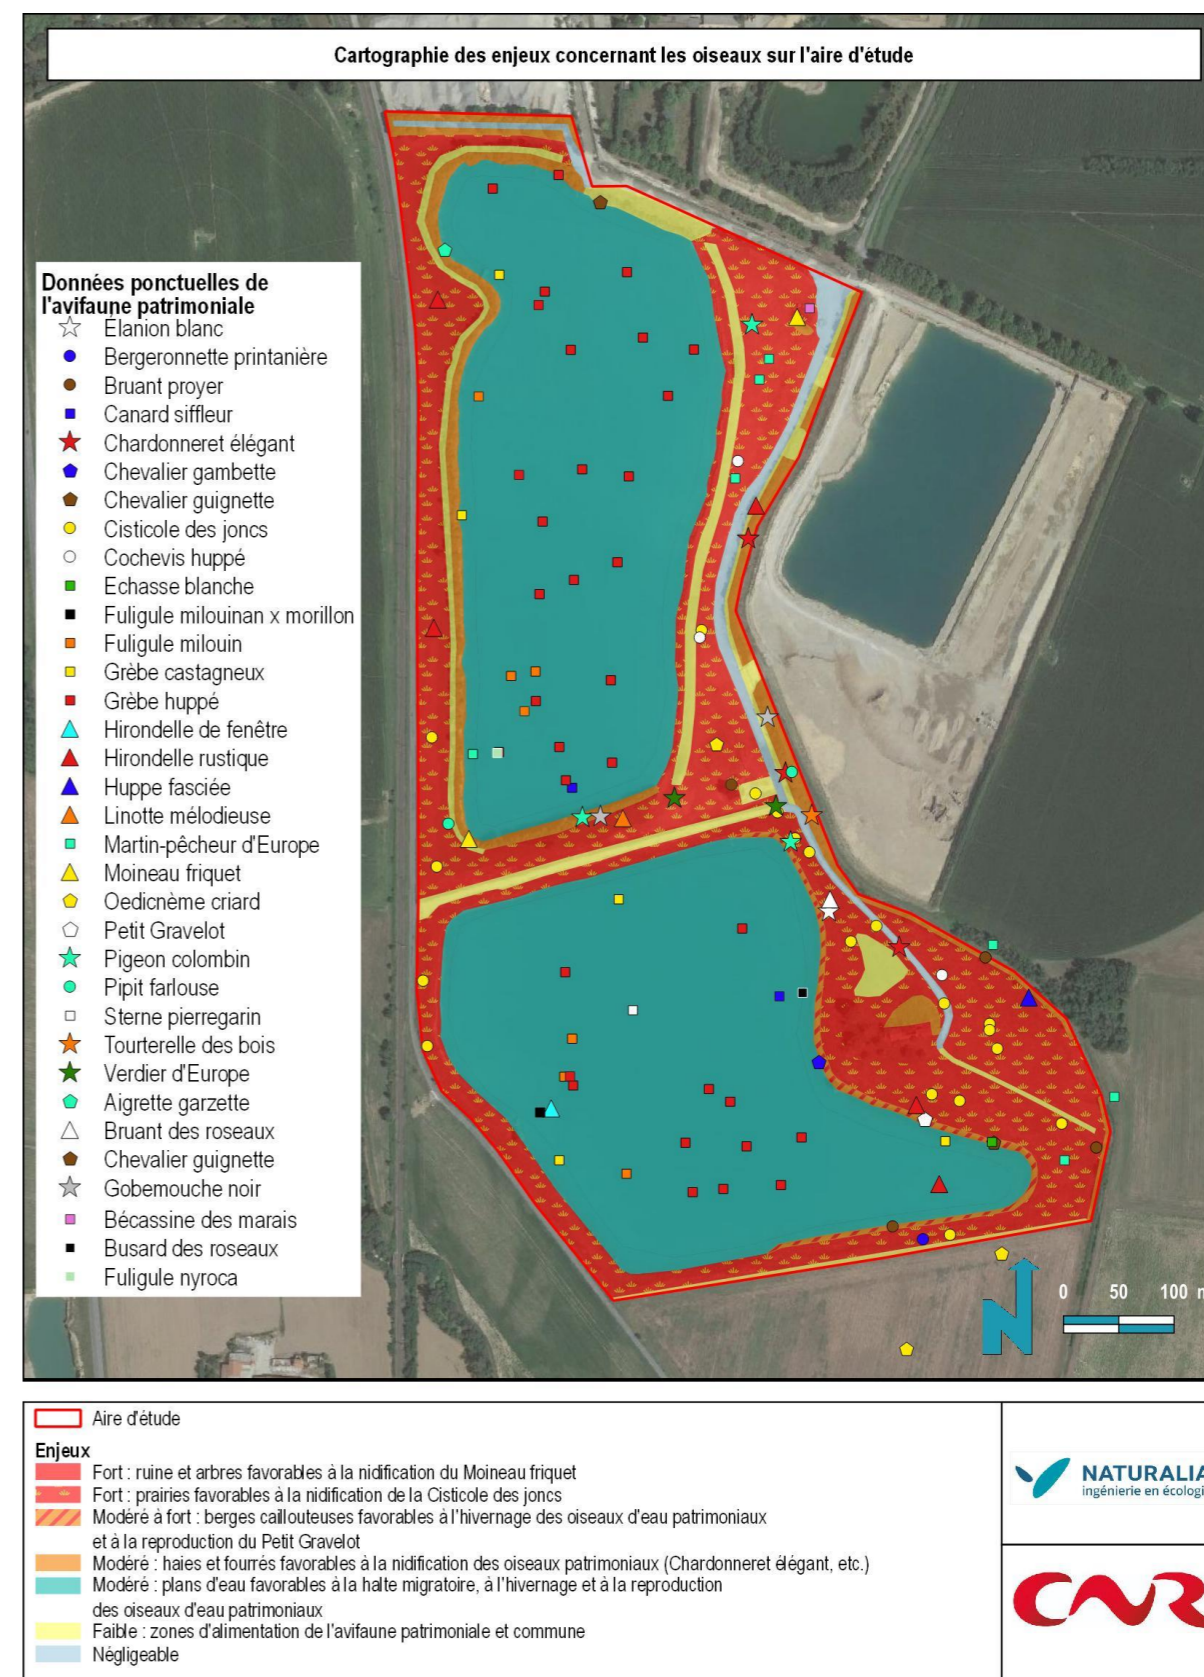 Cartographie des enjeux concernant les oiseaux sur l'aire d'étude
Données ponctuelles de
l'avifaune patrimoniale
Élanion blanc
Bergeronnette printanière
Bruant proyer
Canard siffleur
Chardonneret élégant
Chevalier gambette
Chevalier guignette
Cisticole des joncs
Cochevis huppé
Echasse blanche
Fuligule milouinan x morillon
Fuligule milouin
Grèbe castagneux
Grèbe huppé
Hirondelle de fenêtre
Hirondelle rustique
Huppe fasciée
Linotte mélodieuse
Martin-pêcheur d'Europe
Moineau friquet
Oedicnème criard
Petit Gravelot
Pigeon colombin
Pipit farlouse
Sterne pierregarin
Tourterelle des bois
Verdier d'Europe
Aigrette garzette
Bruant des roseaux
Chevalier guignette
Gobemouche noir
Bécassine des marais
Busard des roseaux
Fuligule nyroca
N
0 50 100 m
Aire d'étude
Enjeux
Fort : ruine et arbres favorables à la nidification du Moineau friquet
Fort : prairies favorables à la nidification de la Cisticole des joncs
Modéré à fort : berges caillouteuses favorables à l'hivernage des oiseaux d'eau patrimoniaux
et à la reproduction du Petit Gravelot
Modéré : haies et fourrés favorables à la nidification des oiseaux patrimoniaux (Chardonneret élégant, etc.)
Modéré : plans d'eau favorables à la halte migratoire, à l'hivernage et à la reproduction
des oiseaux d'eau patrimoniaux
Faible : zones d'alimentation de l'avifaune patrimoniale et commune
Négligeable
NATURALIA
ingénierie en écologi
CNR